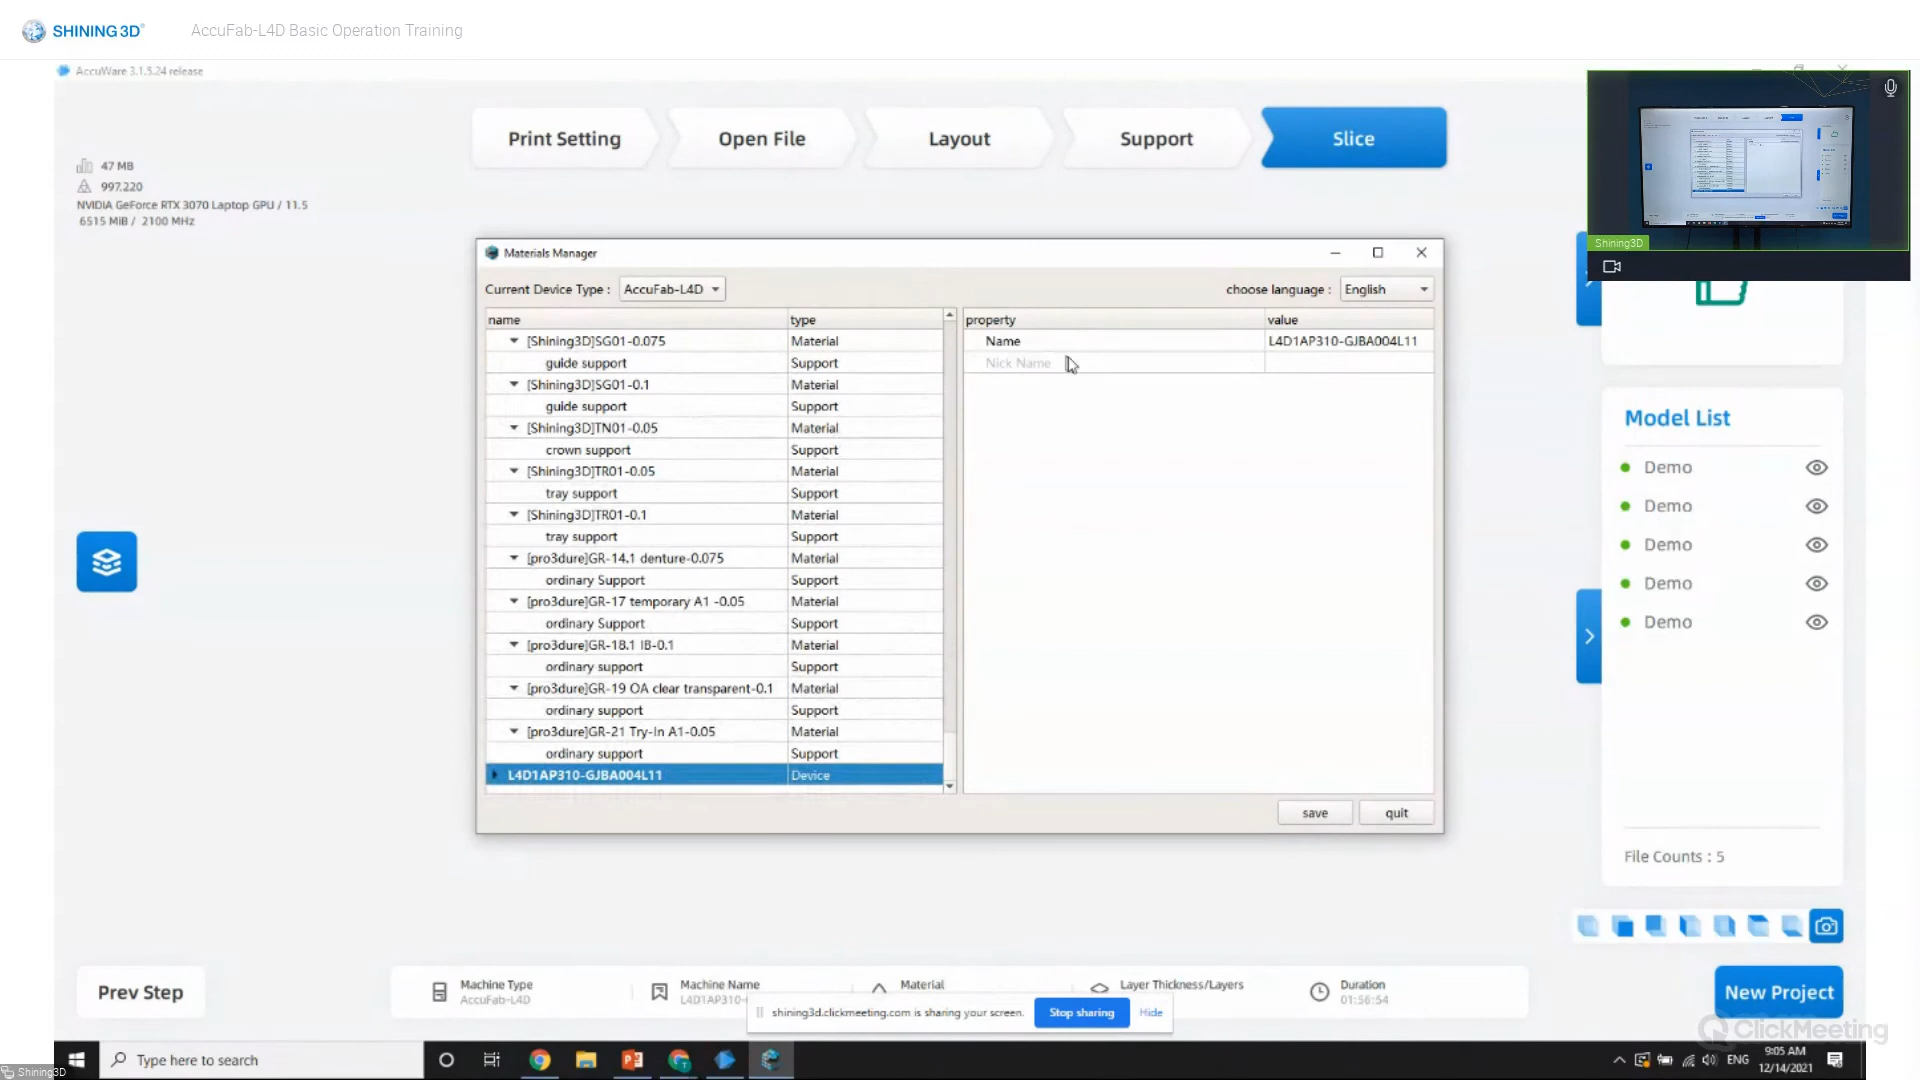 SHINING 3D®
AccuFab-L4D Basic Operation Training
AccuWare 3.1.5.24 release
Print Setting
Open File
Layout
Support
Slice
47 MB
997,220
NVIDIA GeForce RTX 3070 Laptop GPU / 11.5
6515 MiB / 2100 MHz
Shining3D
Materials Manager
Current Device Type : AccuFab-L4D
choose language : English
name type
[Shining3D]SG01-0.075 Material
guide support Support
[Shining3D]SG01-0.1 Material
guide support Support
[Shining3D]TN01-0.05 Material
crown support Support
[Shining3D]TR01-0.05 Material
tray support Support
[Shining3D]TR01-0.1 Material
tray support Support
[pro3dure]GR-14.1 denture-0.075 Material
ordinary Support Support
[pro3dure]GR-17 temporary A1 -0.05 Material
ordinary Support Support
[pro3dure]GR-18.1 IB-0.1 Material
ordinary support Support
[pro3dure]GR-19 OA clear transparent-0.1 Material
ordinary support Support
[pro3dure]GR-21 Try-In A1-0.05 Material
ordinary support Support
L4D1AP310-GJBA004L11 Device
property value
Name L4D1AP310-GJBA004L11
Nick Name
save
quit
Model List
Demo
Demo
Demo
Demo
Demo
File Counts : 5
Prev Step
Machine Type
AccuFab-L4D
Machine Name
L4D1AP310-
Material
Layer Thickness/Layers
Duration
01:56:54
New Project
shining3d.clickmeeting.com is sharing your screen.
Stop sharing
Hide
ClickMeeting
Type here to search
ENG
9:05 AM
12/14/2021
Shining3D